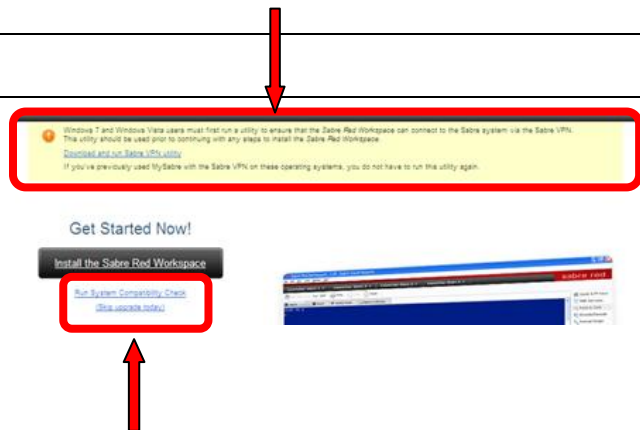 Windows 7 and Windows Vista users must first run a utility to ensure that the Sabre Red Workspace can connect to the Sabre system via the Sabre VPN.
This utility should be used prior to continuing with any steps to install the Sabre Red Workspace.
Download and run Sabre VPN utility
If you've previously used MySabre with the Sabre VPN on these operating systems, you do not have to run this utility again.
Get Started Now!
Install the Sabre Red Workspace
Run System Compatibility Check
(Skip upgrade today)
sabre red